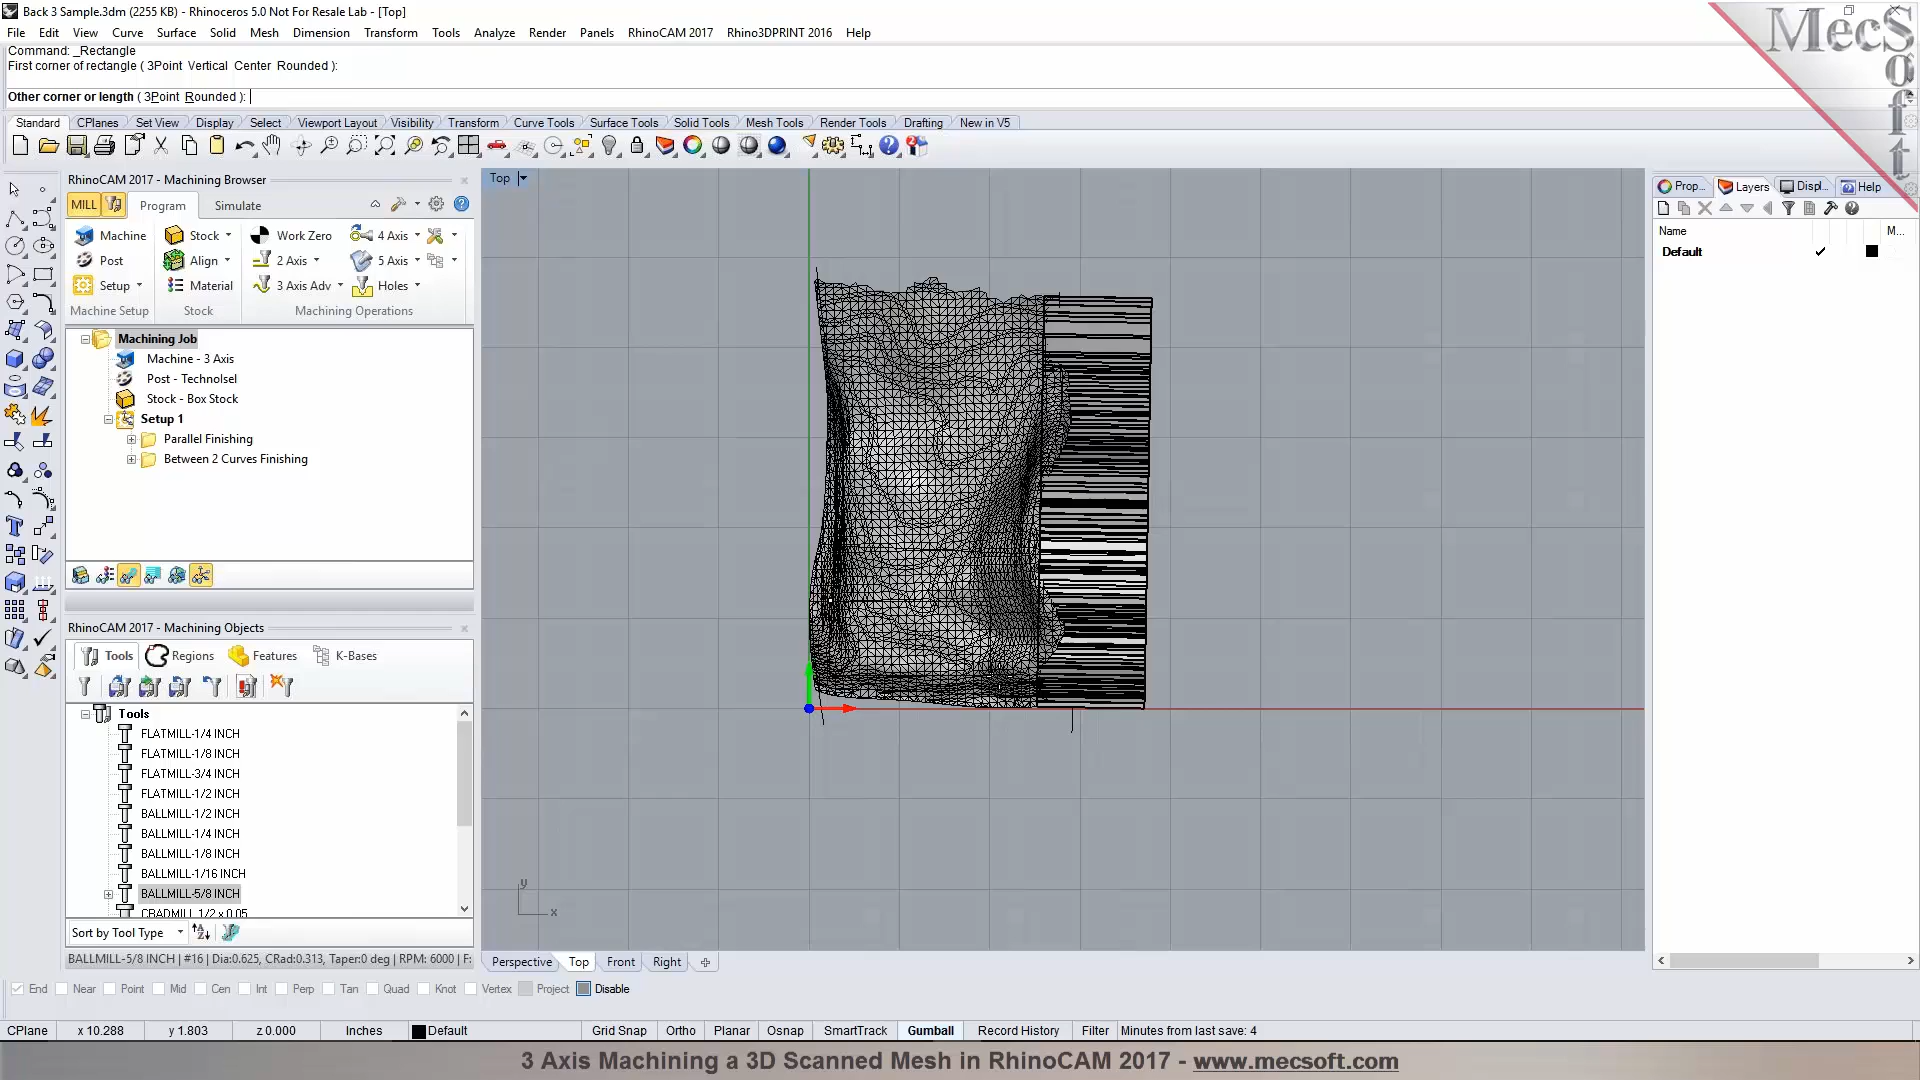 Back 3 Sample.3dm (2255 KB) - Rhinoceros 5.0 Not For Resale Lab - [Top]
File Edit View Curve Surface Solid Mesh Dimension Transform Tools Analyze Render Panels RhinoCAM 2017 Rhino3DPRINT 2016 Help
MecSoft
Command: _Rectangle
First corner of rectangle ( 3Point Vertical Center Rounded ):
Other corner or length ( 3Point Rounded ):
Standard CPlanes Set View Display Select Viewport Layout Visibility Transform Curve Tools Surface Tools Solid Tools Mesh Tools Render Tools Drafting New in V5
RhinoCAM 2017 - Machining Browser
MILL Program Simulate
Machine Stock Work Zero 4 Axis
Post Align 2 Axis 5 Axis
Setup Material 3 Axis Adv Holes
Machine Setup Stock Machining Operations
Machining Job
Machine - 3 Axis
Post - Technolsel
Stock - Box Stock
Setup 1
Parallel Finishing
Between 2 Curves Finishing
RhinoCAM 2017 - Machining Objects
Tools Regions Features K-Bases
Tools
FLATMILL-1/4 INCH
FLATMILL-1/8 INCH
FLATMILL-3/4 INCH
FLATMILL-1/2 INCH
BALLMILL-1/2 INCH
BALLMILL-1/4 INCH
BALLMILL-1/8 INCH
BALLMILL-1/16 INCH
BALLMILL-5/8 INCH
CRADMILL 1/2 x 0.05
Sort by Tool Type
BALLMILL-5/8 INCH | #16 | Dia:0.625, CRad:0.313, Taper:0 deg | RPM: 6000 | F:
Top
y
x
Perspective Top Front Right
Prop... Layers Displ... Help
Name M...
Default
End Near Point Mid Cen Int Perp Tan Quad Knot Vertex Project Disable
CPlane x 10.288 y 1.803 z 0.000 Inches Default Grid Snap Ortho Planar Osnap SmartTrack Gumball Record History Filter Minutes from last save: 4
3 Axis Machining a 3D Scanned Mesh in RhinoCAM 2017 - www.mecsoft.com